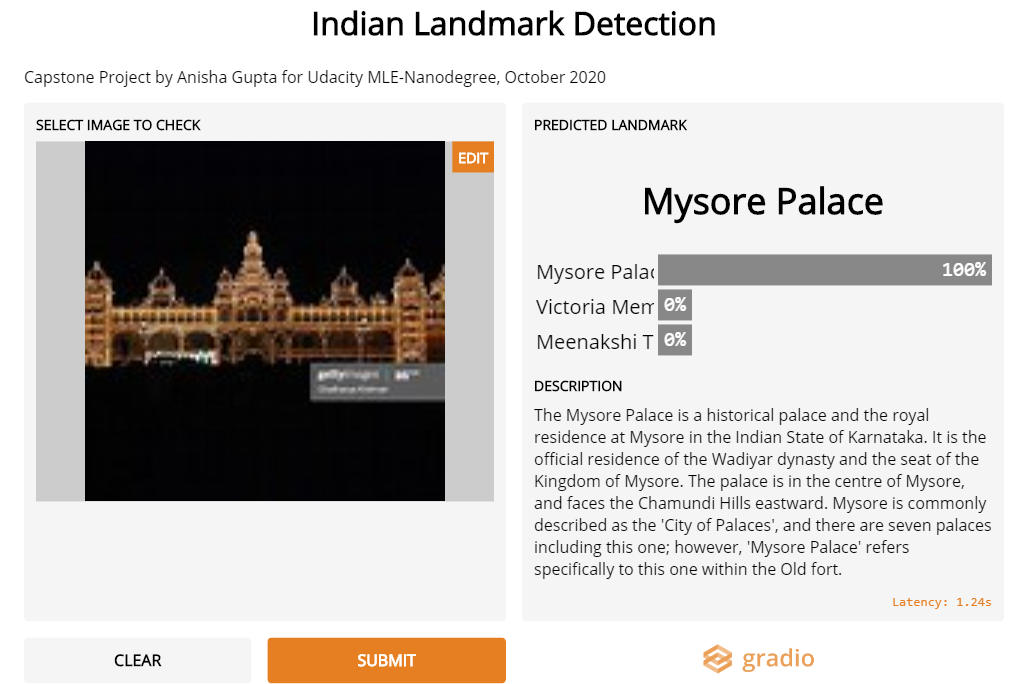 Indian Landmark Detection
Capstone Project by Anisha Gupta for Udacity MLE-Nanodegree, October 2020
SELECT IMAGE TO CHECK
EDIT
gettyimages
PREDICTED LANDMARK
Mysore Palace
Mysore Palac 100%
Victoria Mem 0%
Meenakshi T 0%
DESCRIPTION
The Mysore Palace is a historical palace and the royal
residence at Mysore in the Indian State of Karnataka. It is the
official residence of the Wadiyar dynasty and the seat of the
Kingdom of Mysore. The palace is in the centre of Mysore,
and faces the Chamundi Hills eastward. Mysore is commonly
described as the 'City of Palaces', and there are seven palaces
including this one; however, 'Mysore Palace' refers
specifically to this one within the Old fort.
Latency: 1.24s
CLEAR
SUBMIT
gradio